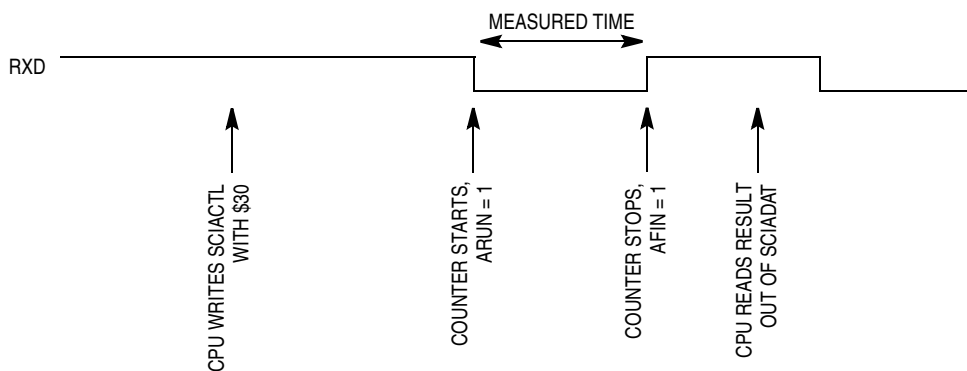 MEASURED TIME
RXD
CPU WRITES SCIACTL
WITH $30
COUNTER STARTS,
ARUN = 1
COUNTER STOPS,
AFIN = 1
CPU READS RESULT
OUT OF SCIADAT